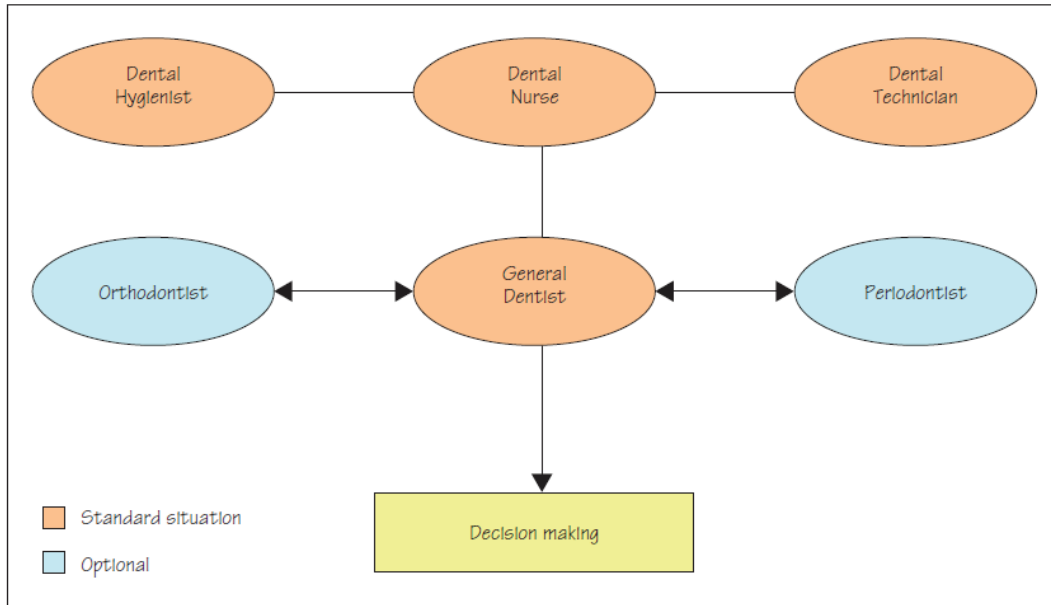 Dental
Hygienist
Dental
Nurse
Dental
Technician
Orthodontist
General
Dentist
Periodontist
Standard situation
Optional
Decision making